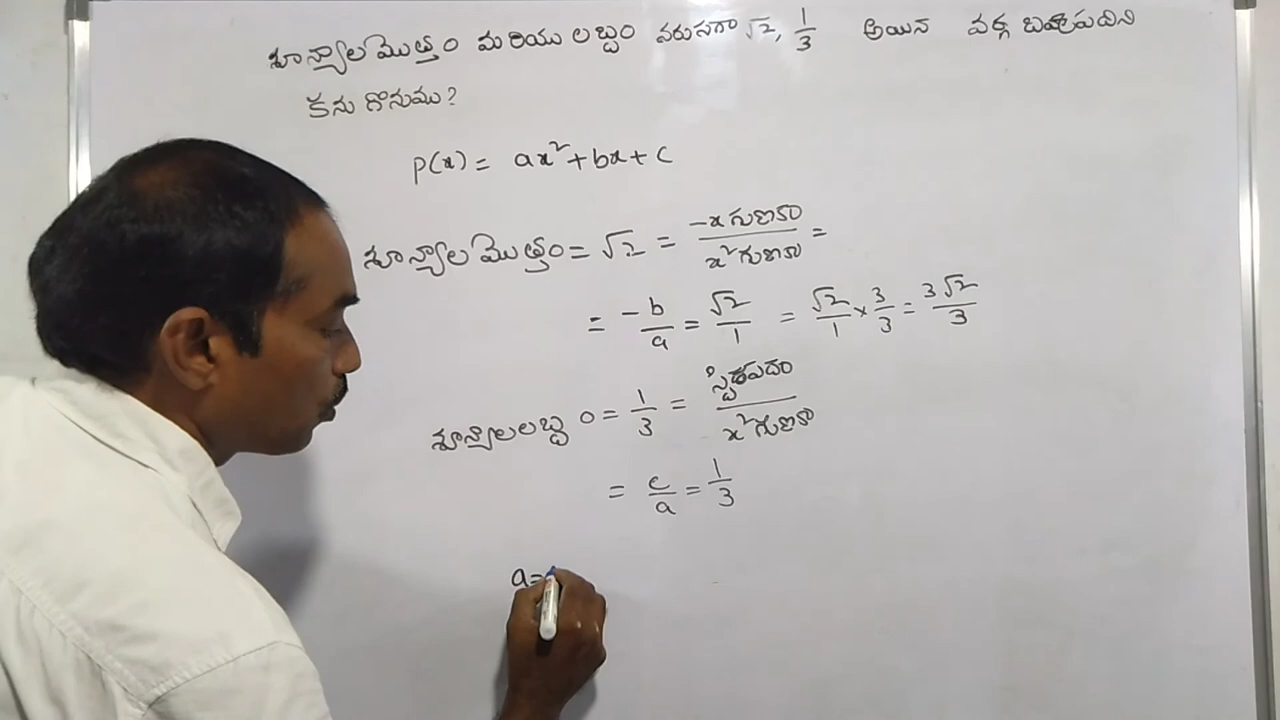 శూన్యాల మొత్తం మరియు లబ్ధం వరుసగా √2, 1/3 అయిన వర్గ బహుపదిని
కనుగొనుము?
p(x) = ax² + bx + c
శూన్యాల మొత్తం = √2 = -x గుణకం / x² గుణకం =
= -b/a = √2/1 = √2/1 × 3/3 = 3√2/3
శూన్యాల లబ్ధం = 1/3 = స్థిరపదం / x² గుణకం
= c/a = 1/3
a =